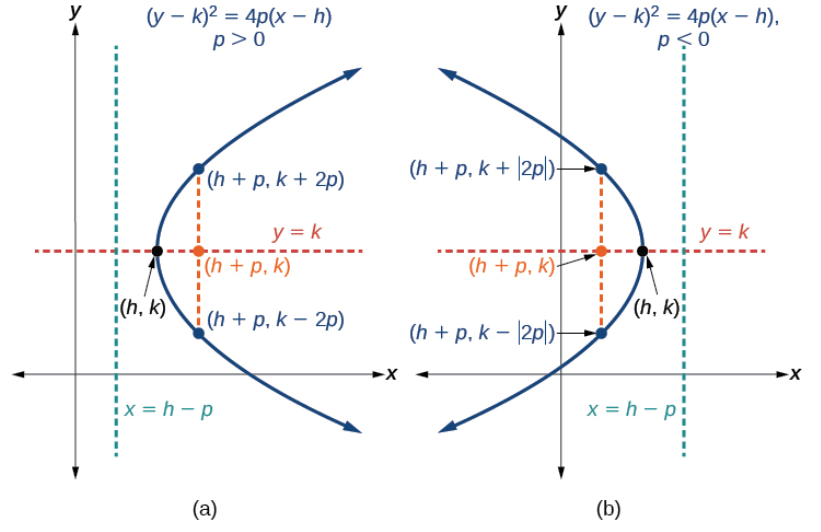 y
(y − k)² = 4p(x − h)
p > 0
(h + p, k + 2p)
y = k
(h + p, k)
(h, k)
(h + p, k − 2p)
x
x = h − p
(a)
y
(y − k)² = 4p(x − h),
p < 0
(h + p, k + |2p|)
y = k
(h + p, k)
(h, k)
(h + p, k − |2p|)
x
x = h − p
(b)